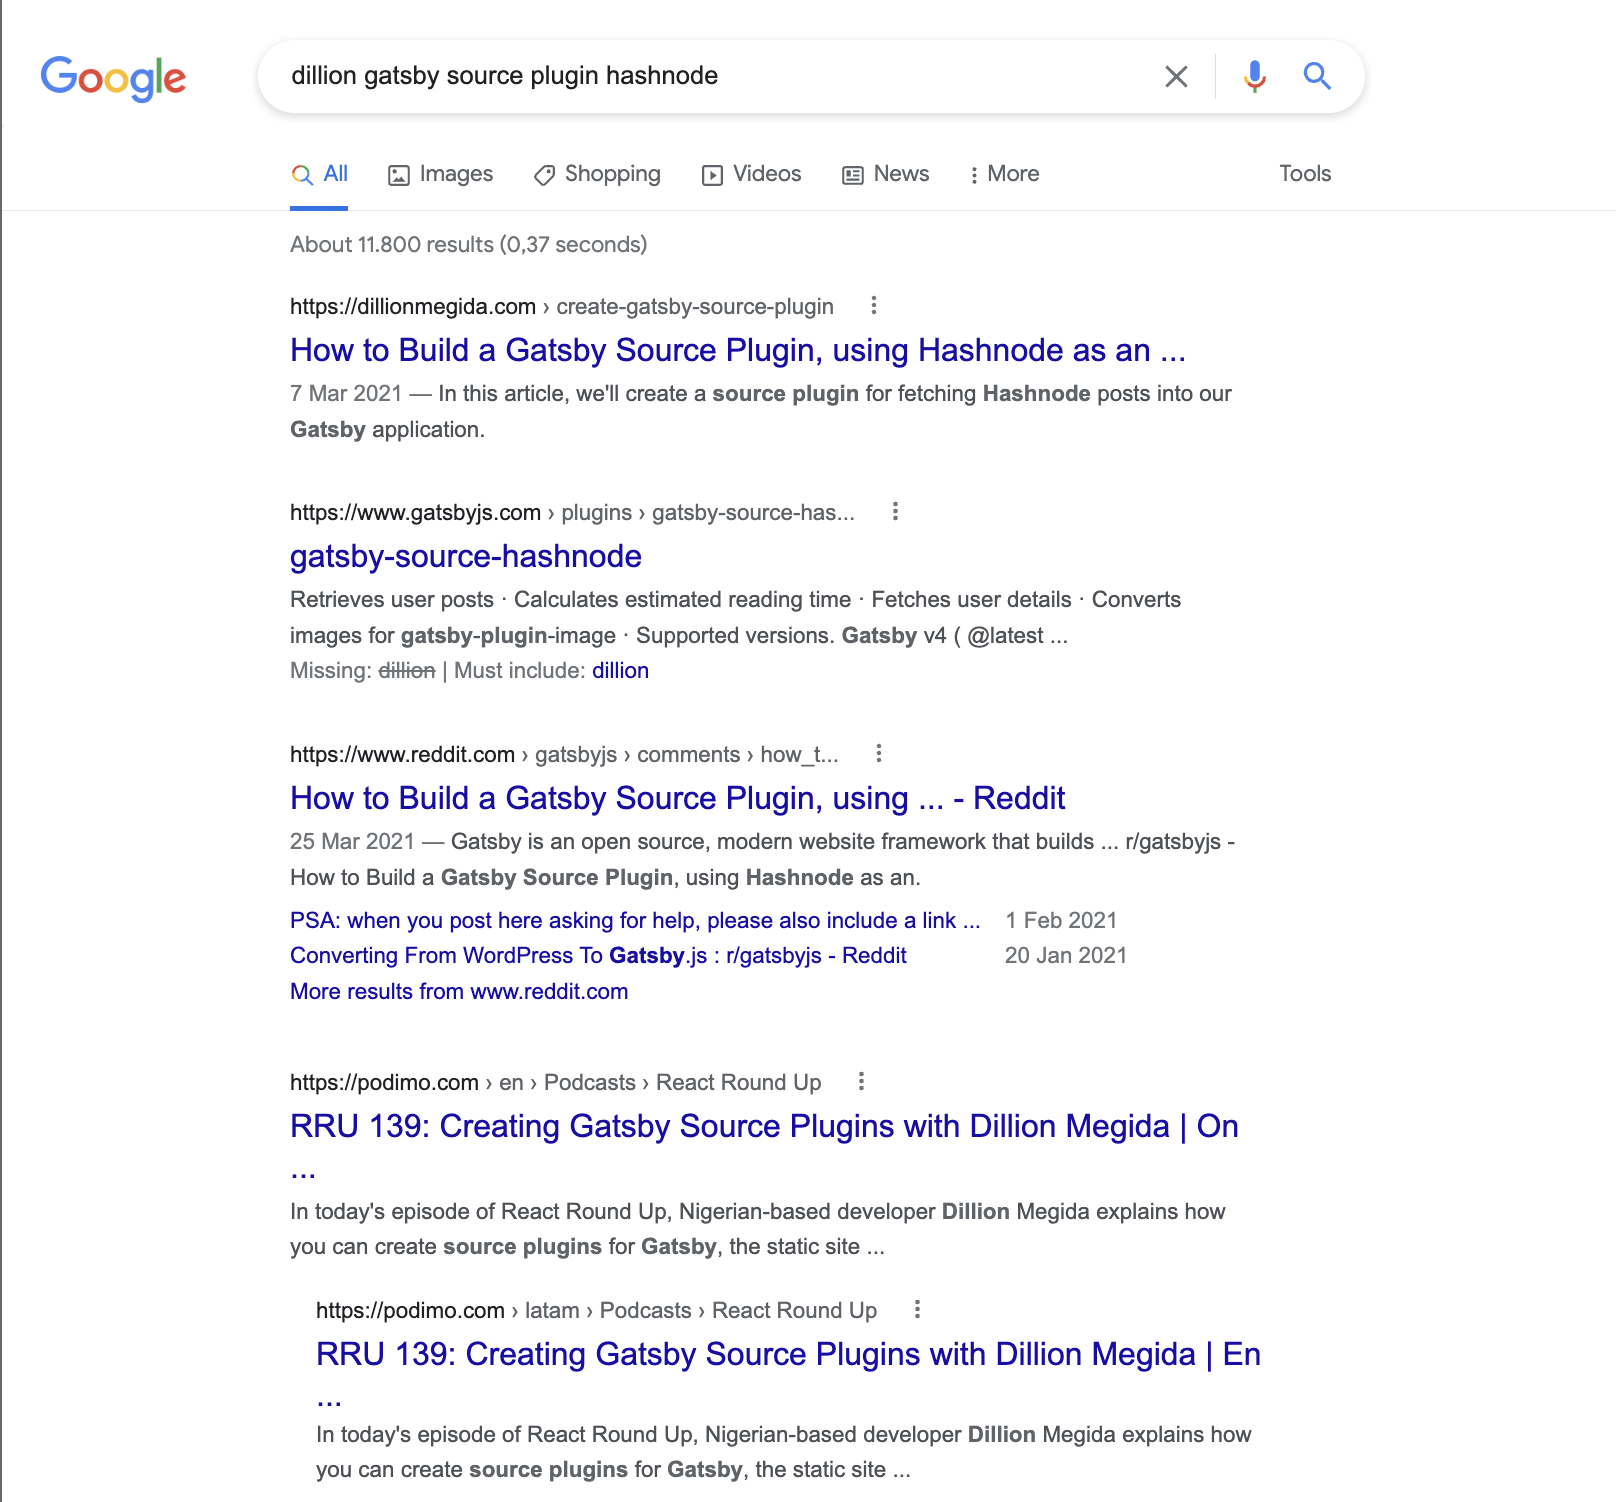 Google
dillion gatsby source plugin hashnode
All Images Shopping Videos News More Tools
About 11.800 results (0,37 seconds)
https://dillionmegida.com › create-gatsby-source-plugin
How to Build a Gatsby Source Plugin, using Hashnode as an ...
7 Mar 2021 — In this article, we'll create a source plugin for fetching Hashnode posts into our
Gatsby application.
https://www.gatsbyjs.com › plugins › gatsby-source-has...
gatsby-source-hashnode
Retrieves user posts · Calculates estimated reading time · Fetches user details · Converts
images for gatsby-plugin-image · Supported versions. Gatsby v4 ( @latest ...
Missing: dillion | Must include: dillion
https://www.reddit.com › gatsbyjs › comments › how_t...
How to Build a Gatsby Source Plugin, using ... - Reddit
25 Mar 2021 — Gatsby is an open source, modern website framework that builds ... r/gatsbyjs -
How to Build a Gatsby Source Plugin, using Hashnode as an.
PSA: when you post here asking for help, please also include a link ... 1 Feb 2021
Converting From WordPress To Gatsby.js : r/gatsbyjs - Reddit 20 Jan 2021
More results from www.reddit.com
https://podimo.com › en › Podcasts › React Round Up
RRU 139: Creating Gatsby Source Plugins with Dillion Megida | On
...
In today's episode of React Round Up, Nigerian-based developer Dillion Megida explains how
you can create source plugins for Gatsby, the static site ...
https://podimo.com › latam › Podcasts › React Round Up
RRU 139: Creating Gatsby Source Plugins with Dillion Megida | En
...
In today's episode of React Round Up, Nigerian-based developer Dillion Megida explains how
you can create source plugins for Gatsby, the static site ...